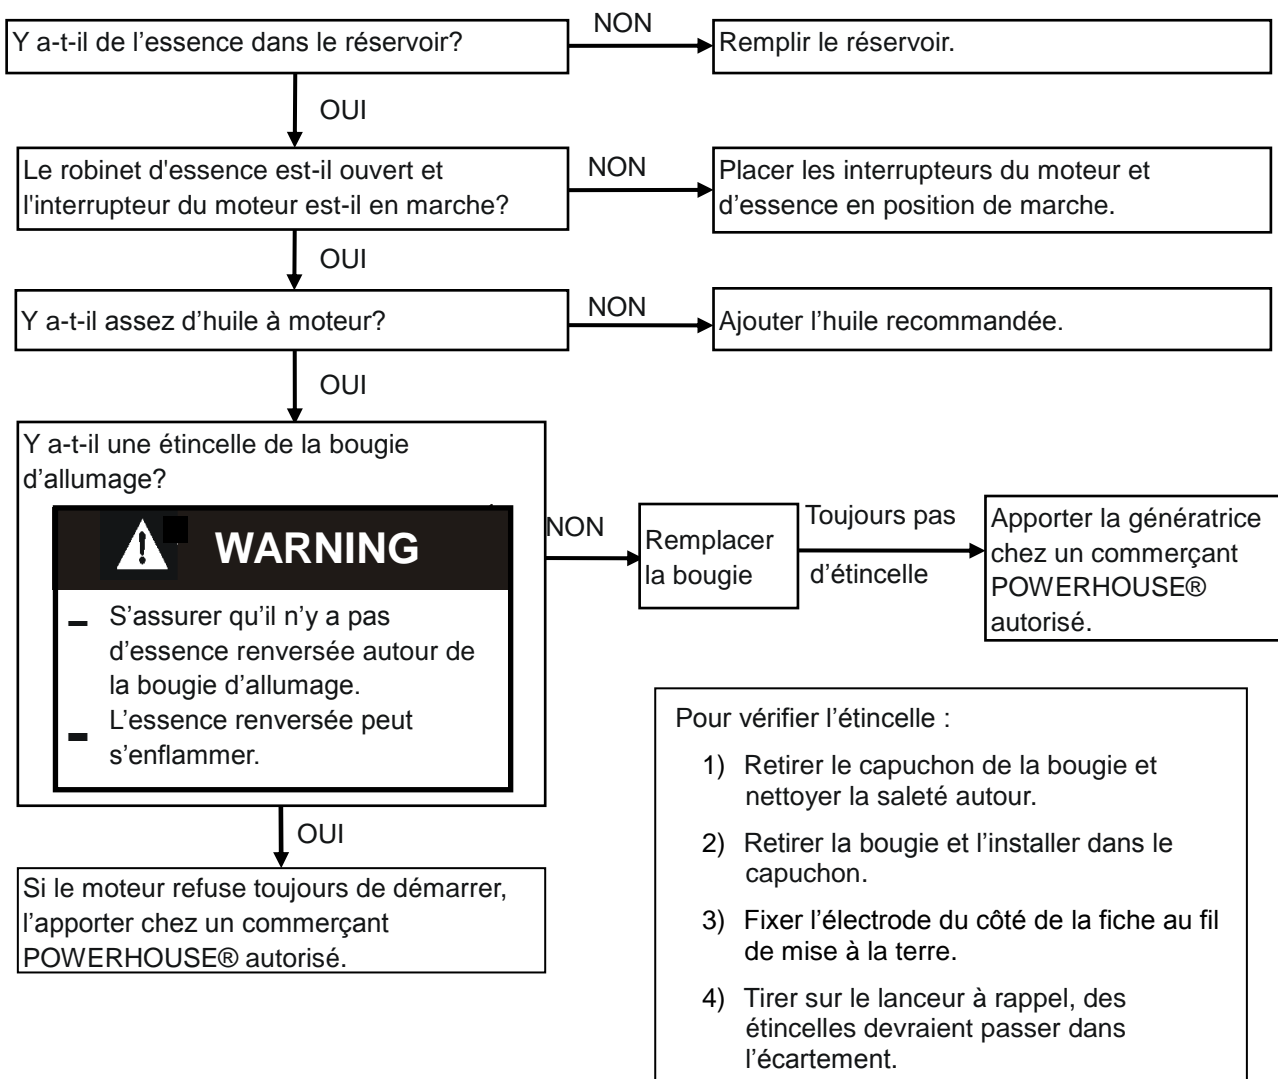 Y a-t-il de l’essence dans le réservoir?
NON
Remplir le réservoir.
OUI
Le robinet d'essence est-il ouvert et
l'interrupteur du moteur est-il en marche?
NON
Placer les interrupteurs du moteur et
d’essence en position de marche.
OUI
Y a-t-il assez d’huile à moteur?
NON
Ajouter l’huile recommandée.
OUI
Y a-t-il une étincelle de la bougie
d’allumage?
WARNING
S’assurer qu’il n’y a pas
d’essence renversée autour de
la bougie d’allumage.
L’essence renversée peut
s’enflammer.
NON
Remplacer
la bougie
Toujours pas
d’étincelle
Apporter la génératrice
chez un commerçant
POWERHOUSE®
autorisé.
OUI
Si le moteur refuse toujours de démarrer,
l’apporter chez un commerçant
POWERHOUSE® autorisé.
Pour vérifier l’étincelle :
1) Retirer le capuchon de la bougie et
nettoyer la saleté autour.
2) Retirer la bougie et l’installer dans le
capuchon.
3) Fixer l’électrode du côté de la fiche au fil
de mise à la terre.
4) Tirer sur le lanceur à rappel, des
étincelles devraient passer dans
l’écartement.